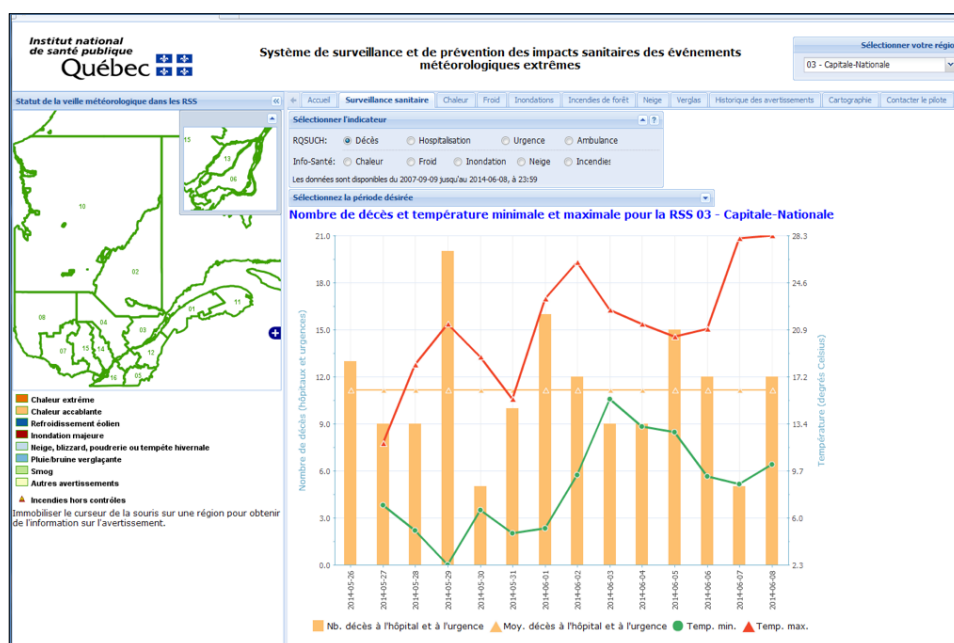 Institut national
de santé publique
Québec
Système de surveillance et de prévention des impacts sanitaires des événements
météorologiques extrêmes
Sélectionner votre régio
03 - Capitale-Nationale
Statut de la veille météorologique dans les RSS
Accueil Surveillance sanitaire Chaleur Froid Inondations Incendies de forêt Neige Verglas Historique des avertissements Cartographie Contacter le pilote
Sélectionner l'indicateur
RQSUCH: Décès Hospitalisation Urgence Ambulance
Info-Santé: Chaleur Froid Inondation Neige Incendies
Les données sont disponibles du 2007-09-09 jusqu'au 2014-06-08, à 23:59
Sélectionnez la période désirée
Nombre de décès et température minimale et maximale pour la RSS 03 - Capitale-Nationale
15
13
06
10
02
11
01
08
04
03
07
15
14
12
16
05
Chaleur extrême
Chaleur accablante
Refroidissement éolien
Inondation majeure
Neige, blizzard, poudrerie ou tempête hivernale
Pluie/bruine verglaçante
Smog
Autres avertissements
Incendies hors contrôles
Immobiliser le curseur de la souris sur une région pour obtenir
de l'information sur l'avertissement.
Nombre de décès (hôpitaux et urgences)
21.0
18.0
15.0
12.0
9.0
6.0
3.0
0.0
28.3
24.6
20.9
17.2
13.4
9.7
6.0
2.3
Température (degrés Celsius)
2014-05-26
2014-05-27
2014-05-28
2014-05-29
2014-05-30
2014-05-31
2014-06-01
2014-06-02
2014-06-03
2014-06-04
2014-06-05
2014-06-06
2014-06-07
2014-06-08
Nb. décès à l'hôpital et à l'urgence Moy. décès à l'hôpital et à l'urgence Temp. min. Temp. max.